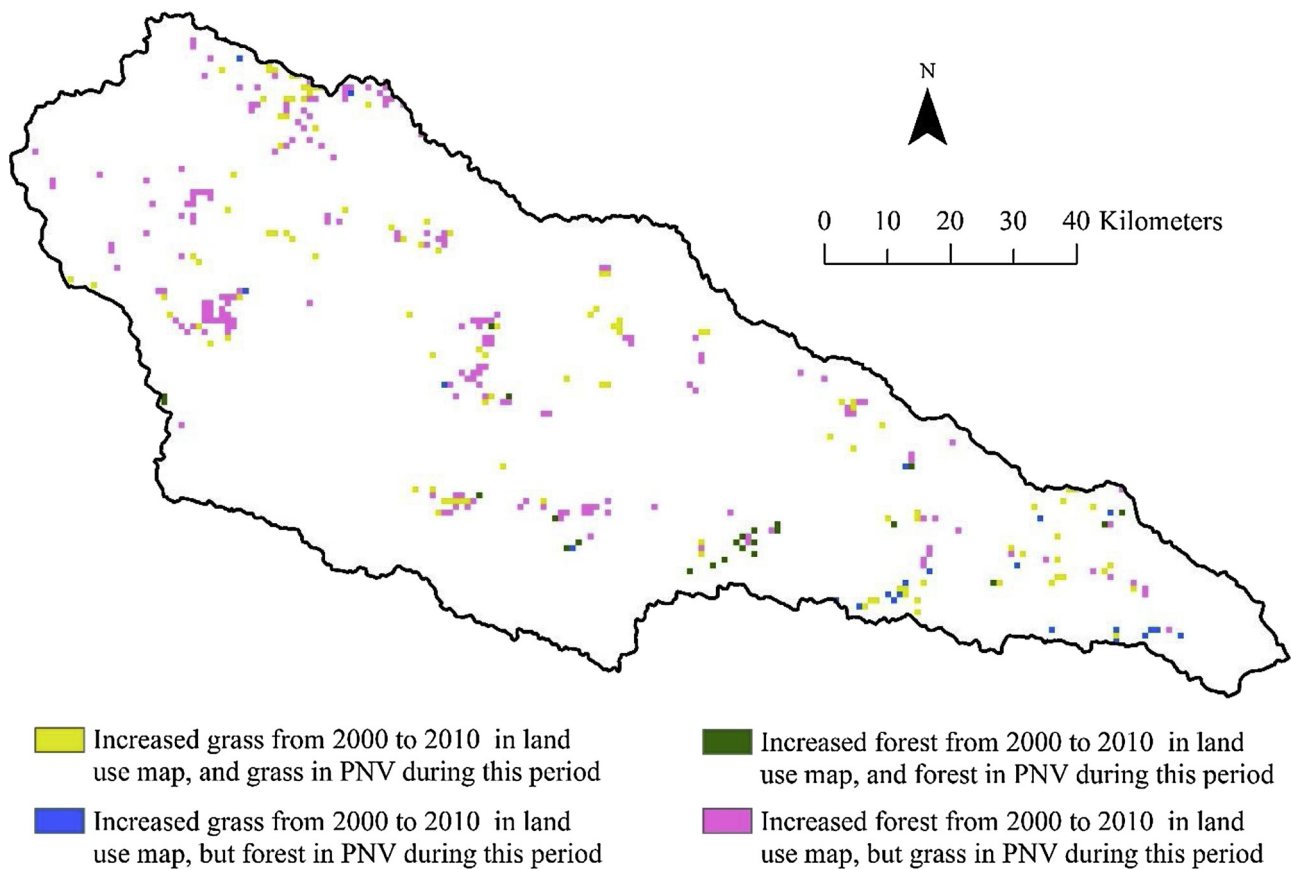 N
0 10 20 30 40 Kilometers
Increased grass from 2000 to 2010 in land
use map, and grass in PNV during this period
Increased forest from 2000 to 2010 in land
use map, and forest in PNV during this period
Increased grass from 2000 to 2010 in land
use map, but forest in PNV during this period
Increased forest from 2000 to 2010 in land
use map, but grass in PNV during this period